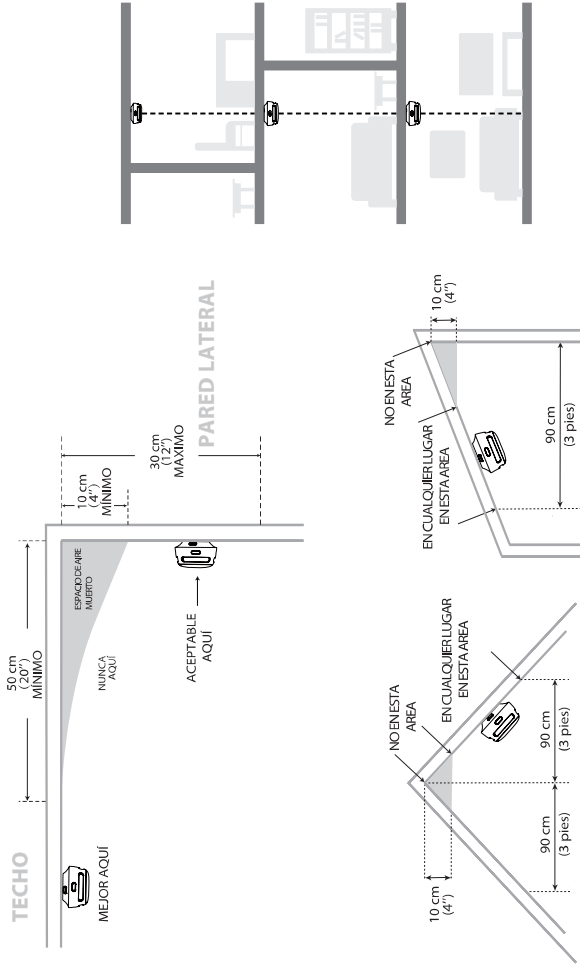 TECHO
50 cm
(20”)
MÍNIMO
MEJOR AQUÍ
NUNCA
AQUÍ
ESPACIO DE AIRE
MUERTO
10 cm
(4”)
MÍNIMO
30 cm
(12”)
MAXIMO
PARED LATERAL
ACEPTABLE
AQUÍ
NO EN ESTA
AREA
EN CUALQUIER LUGAR
EN ESTA AREA
10 cm
(4”)
90 cm
(3 pies)
90 cm
(3 pies)
NO EN ESTA
AREA
EN CUALQUIER LUGAR
EN ESTA AREA
10 cm
(4”)
90 cm
(3 pies)